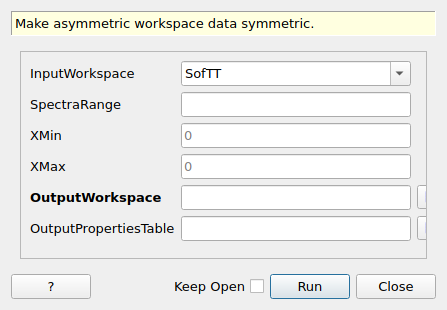 Make asymmetric workspace data symmetric.
InputWorkspace SofTT
SpectraRange
XMin 0
XMax 0
OutputWorkspace
OutputPropertiesTable
? Keep Open Run Close